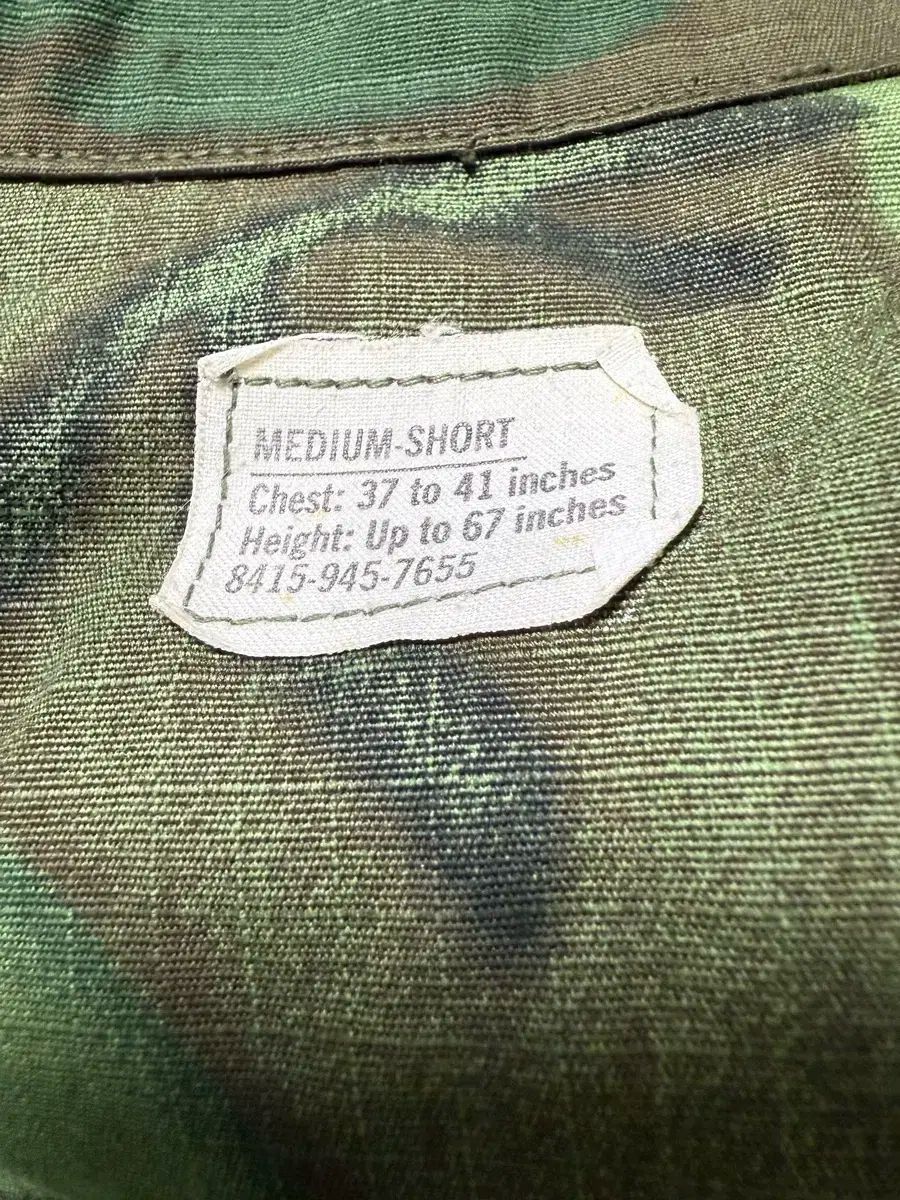 MEDIUM-SHORT
Chest: 37 to 41 inches
Height: Up to 67 inches
8415-945-7655